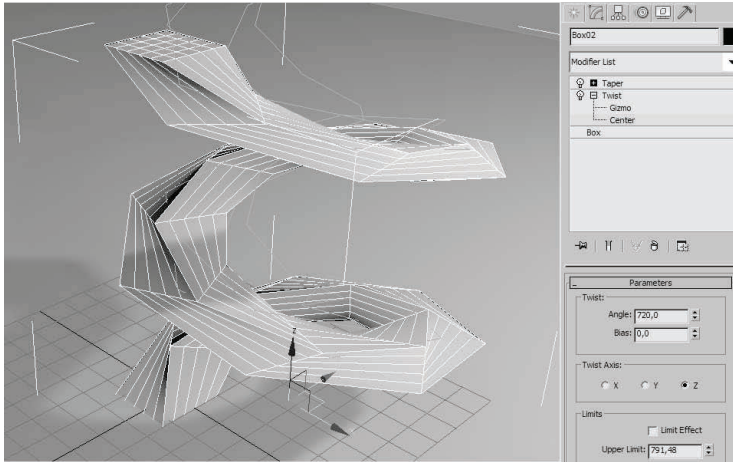 Box02
Modifier List
Taper
Twist
Gizmo
Center
Box
Parameters
Twist:
Angle: 720,0
Bias: 0,0
Twist Axis:
X Y Z
Limits
Limit Effect
Upper Limit: 791,48
z